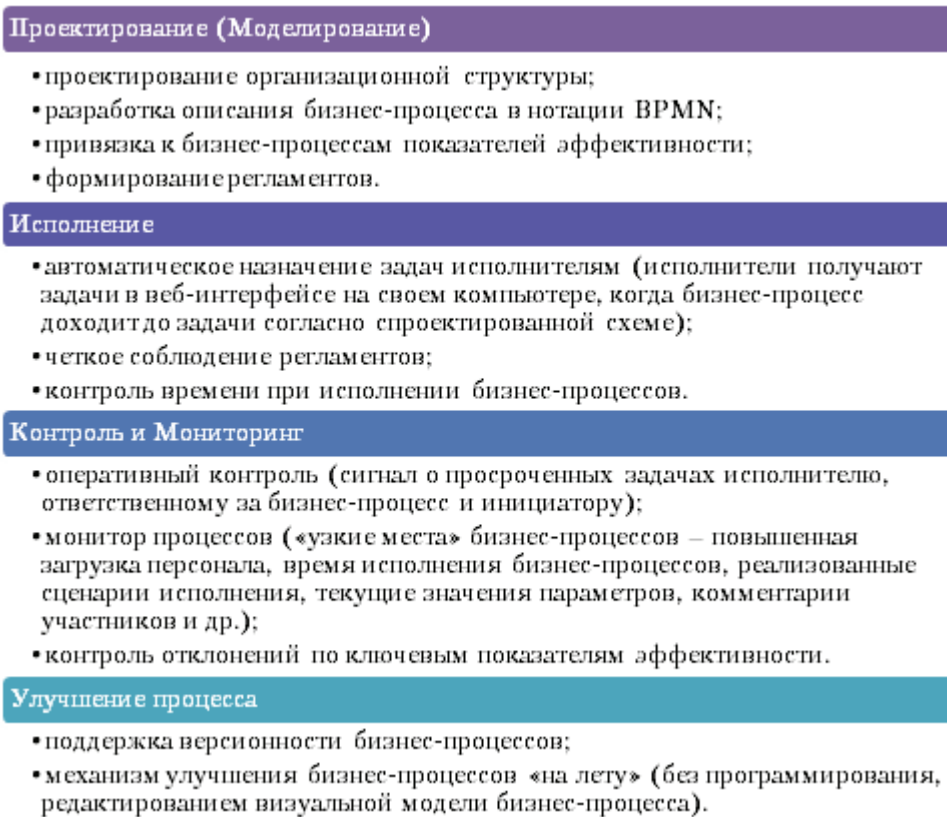 Проектирование (Моделирование)
•проектирование организационной структуры;
•разработка описания бизнес-процесса в нотации BPMN;
•привязка к бизнес-процессам показателей эффективности;
•формирование регламентов.
Исполнение
•автоматическое назначение задач исполнителям (исполнители получают
задачи в веб-интерфейсе на своем компьютере, когда бизнес-процесс
доходит до задачи согласно спроектированной схеме);
•четкое соблюдение регламентов;
•контроль времени при исполнении бизнес-процессов.
Контроль и Мониторинг
•оперативный контроль (сигнал о просроченных задачах исполнителю,
ответственному за бизнес-процесс и инициатору);
•монитор процессов («узкие места» бизнес-процессов – повышенная
загрузка персонала, время исполнения бизнес-процессов, реализованные
сценарии исполнения, текущие значения параметров, комментарии
участников и др.);
•контроль отклонений по ключевым показателям эффективности.
Улучшение процесса
•поддержка версионности бизнес-процессов;
•механизм улучшения бизнес-процессов «на лету» (без программирования,
редактированием визуальной модели бизнес-процесса).